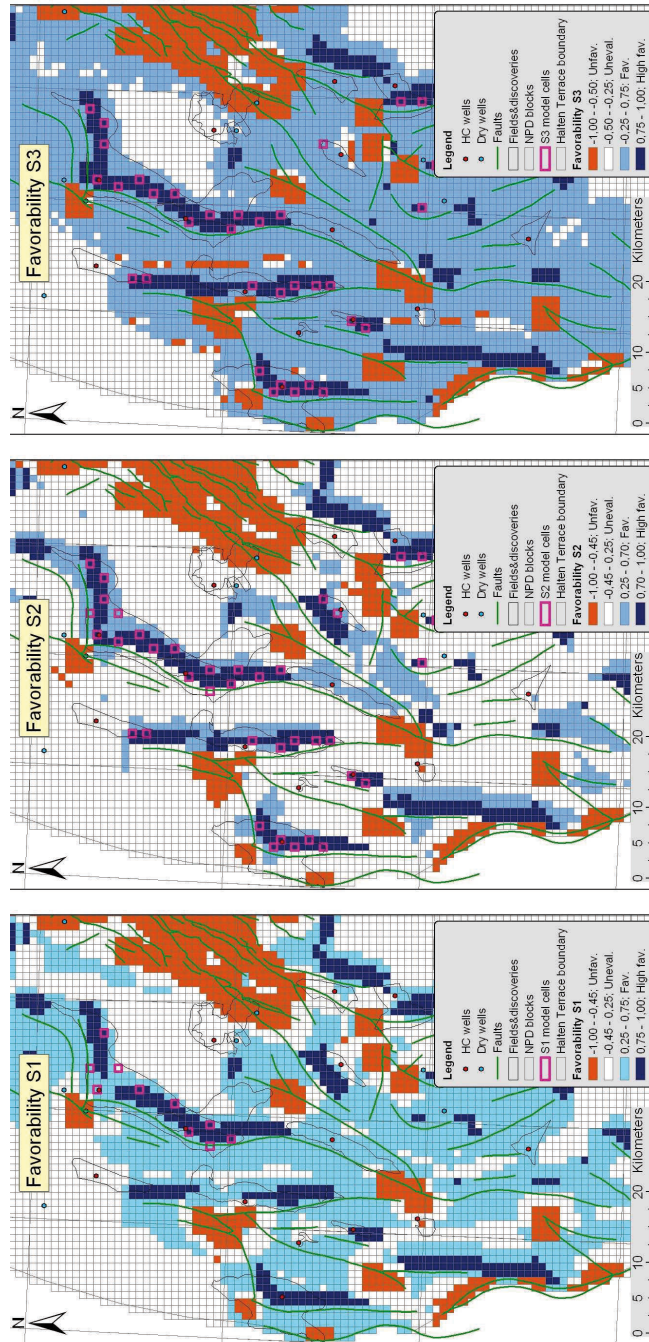 Favorability S1
N
Legend
HC wells
Dry wells
Faults
Fields&discoveries
NPD blocks
S1 model cells
Halten Terrace boundary
Favorability S1
-1,00 - -0,45; Unfav.
-0,45 - 0,25; Uneval.
0,25 - 0,75; Fav.
0,75 - 1,00; High fav.
0 5 10 20 Kilometers
Favorability S2
N
Legend
HC wells
Dry wells
Faults
Fields&discoveries
NPD blocks
S2 model cells
Halten Terrace boundary
Favorability S2
-1,00 - -0,45; Unfav.
-0,45 - 0,25; Uneval.
0,25 - 0,70; Fav.
0,70 - 1,00; High fav.
0 5 10 20 Kilometers
Favorability S3
N
Legend
HC wells
Dry wells
Faults
Fields&discoveries
NPD blocks
S3 model cells
Halten Terrace boundary
Favorability S3
-1,00 - -0,50; Unfav.
-0,50 - -0,25; Uneval.
-0,25 - 0,75; Fav.
0,75 - 1,00; High fav.
0 5 10 20 Kilometers